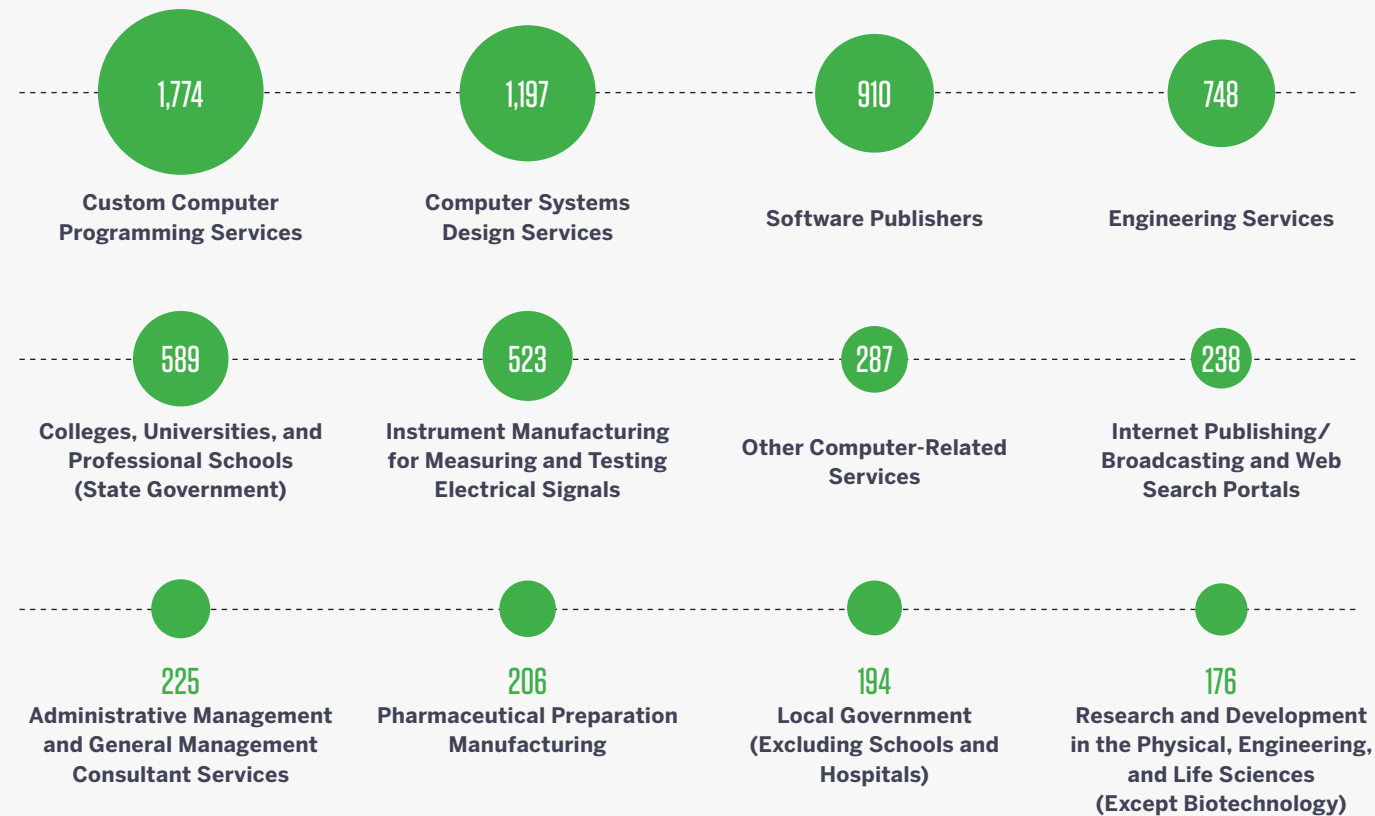 1,774
1,197
910
748
Custom Computer
Programming Services
Computer Systems
Design Services
Software Publishers
Engineering Services
589
523
287
238
Colleges, Universities, and
Professional Schools
(State Government)
Instrument Manufacturing
for Measuring and Testing
Electrical Signals
Other Computer-Related
Services
Internet Publishing/
Broadcasting and Web
Search Portals
225
206
194
176
Administrative Management
and General Management
Consultant Services
Pharmaceutical Preparation
Manufacturing
Local Government
(Excluding Schools and
Hospitals)
Research and Development
in the Physical, Engineering,
and Life Sciences
(Except Biotechnology)